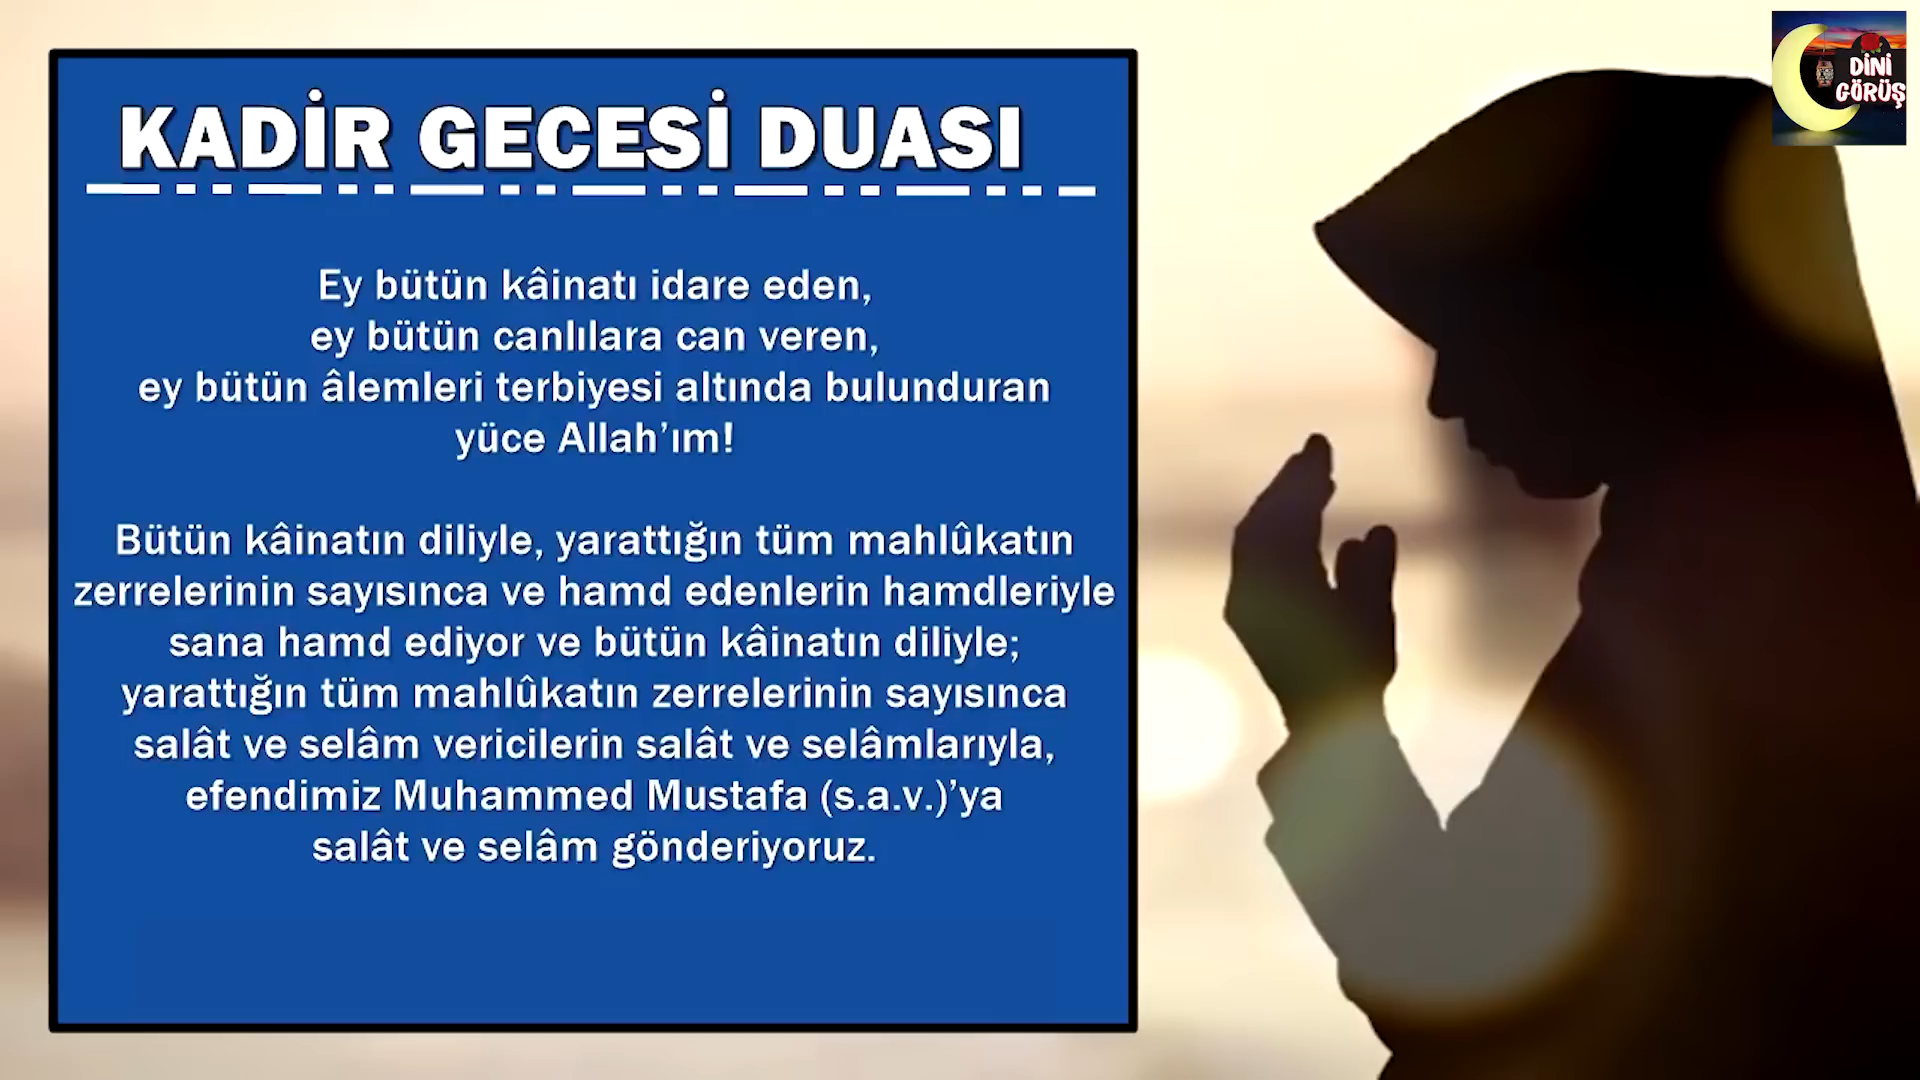 KADİR GECESİ DUASI
Ey bütün kâinatı idare eden,
ey bütün canlılara can veren,
ey bütün âlemleri terbiyesi altında bulunduran
yüce Allah’ım!
Bütün kâinatın diliyle, yarattığın tüm mahlûkatın
zerrelerinin sayısınca ve hamd edenlerin hamdleriyle
sana hamd ediyor ve bütün kâinatın diliyle;
yarattığın tüm mahlûkatın zerrelerinin sayısınca
salât ve selâm vericilerin salât ve selâmlarıyla,
efendimiz Muhammed Mustafa (s.a.v.)’ya
salât ve selâm gönderiyoruz.
DİNİ
GÖRÜŞ